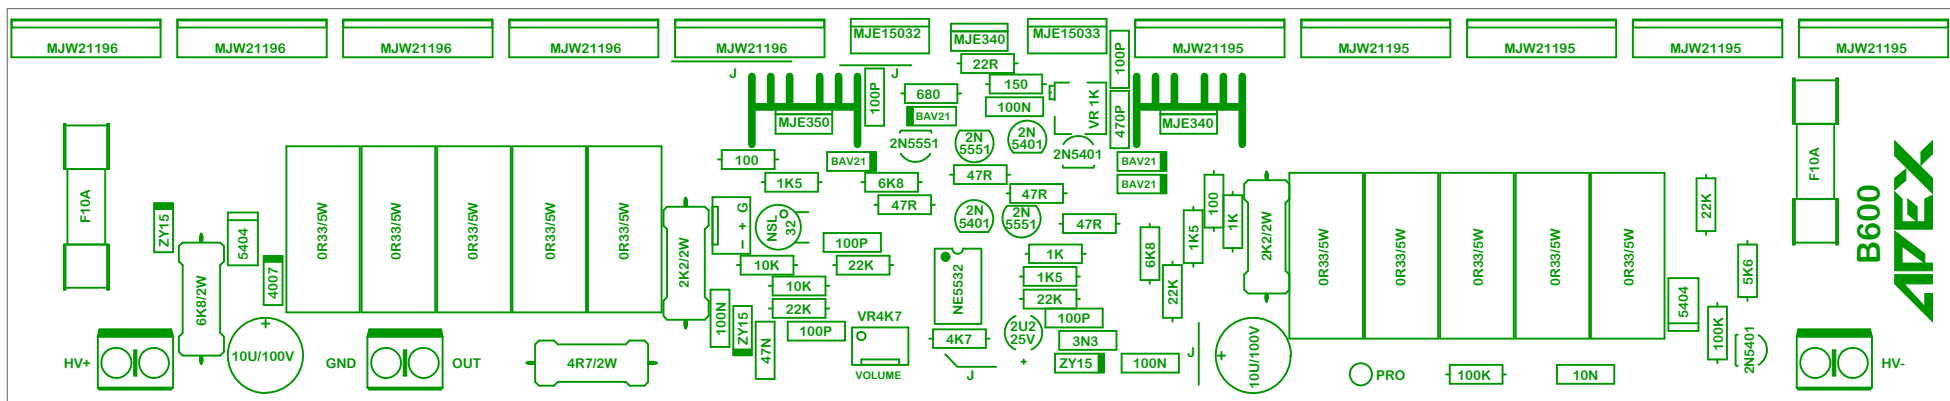 MJW21196
MJW21196
MJW21196
MJW21196
MJW21196
MJE15032
MJE340
MJE15033
MJW21195
MJW21195
MJW21195
MJW21195
MJW21195
J
J
22R
100P
680
150
100P
100N
VR 1K
470P
BAV21
MJE350
MJE340
2N5551
2N
5551
2N
5401
2N5401
100
BAV21
BAV21
BAV21
1K5
6K8
47R
47R
47R
47R
F10A
F10A
ZY15
5404
4007
6K8/2W
0R33/5W
0R33/5W
0R33/5W
0R33/5W
0R33/5W
2K2/2W
- + G
NSL
32
2N
5401
2N
5551
100P
10K
22K
10K
22K
100P
100N
ZY15
47N
NE5532
1K
1K5
22K
100P
3N3
6K8
22K
1K5
100
1K
2K2/2W
0R33/5W
0R33/5W
0R33/5W
0R33/5W
0R33/5W
22K
5K6
5404
100K
2N5401
B600
APEX
HV+
+
10U/100V
GND
OUT
4R7/2W
VR4K7
VOLUME
4K7
J
2U2
25V
+
ZY15
100N
J
+
10U/100V
PRO
100K
10N
HV-